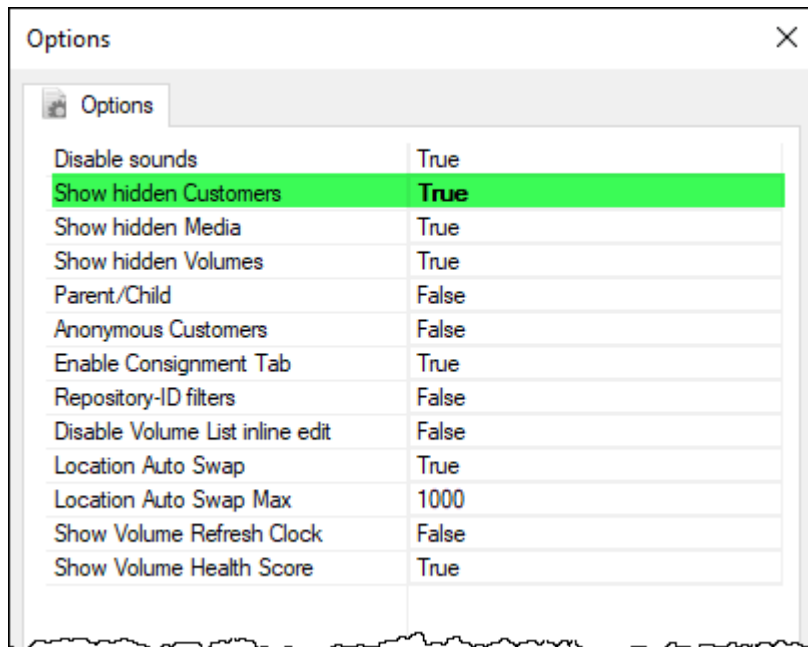 Options
Options
Disable sounds True
Show hidden Customers True
Show hidden Media True
Show hidden Volumes True
Parent/Child False
Anonymous Customers False
Enable Consignment Tab True
Repository-ID filters False
Disable Volume List inline edit False
Location Auto Swap True
Location Auto Swap Max 1000
Show Volume Refresh Clock False
Show Volume Health Score True